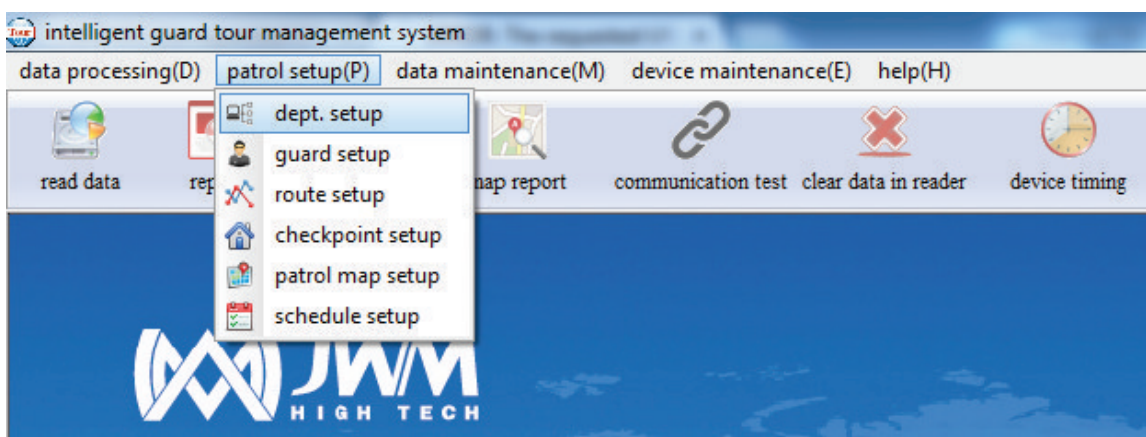 intelligent guard tour management system
data processing(D) patrol setup(P) data maintenance(M) device maintenance(E) help(H)
dept. setup
guard setup
route setup
checkpoint setup
patrol map setup
schedule setup
read data map report communication test clear data in reader device timing
JWM
HIGH TECH